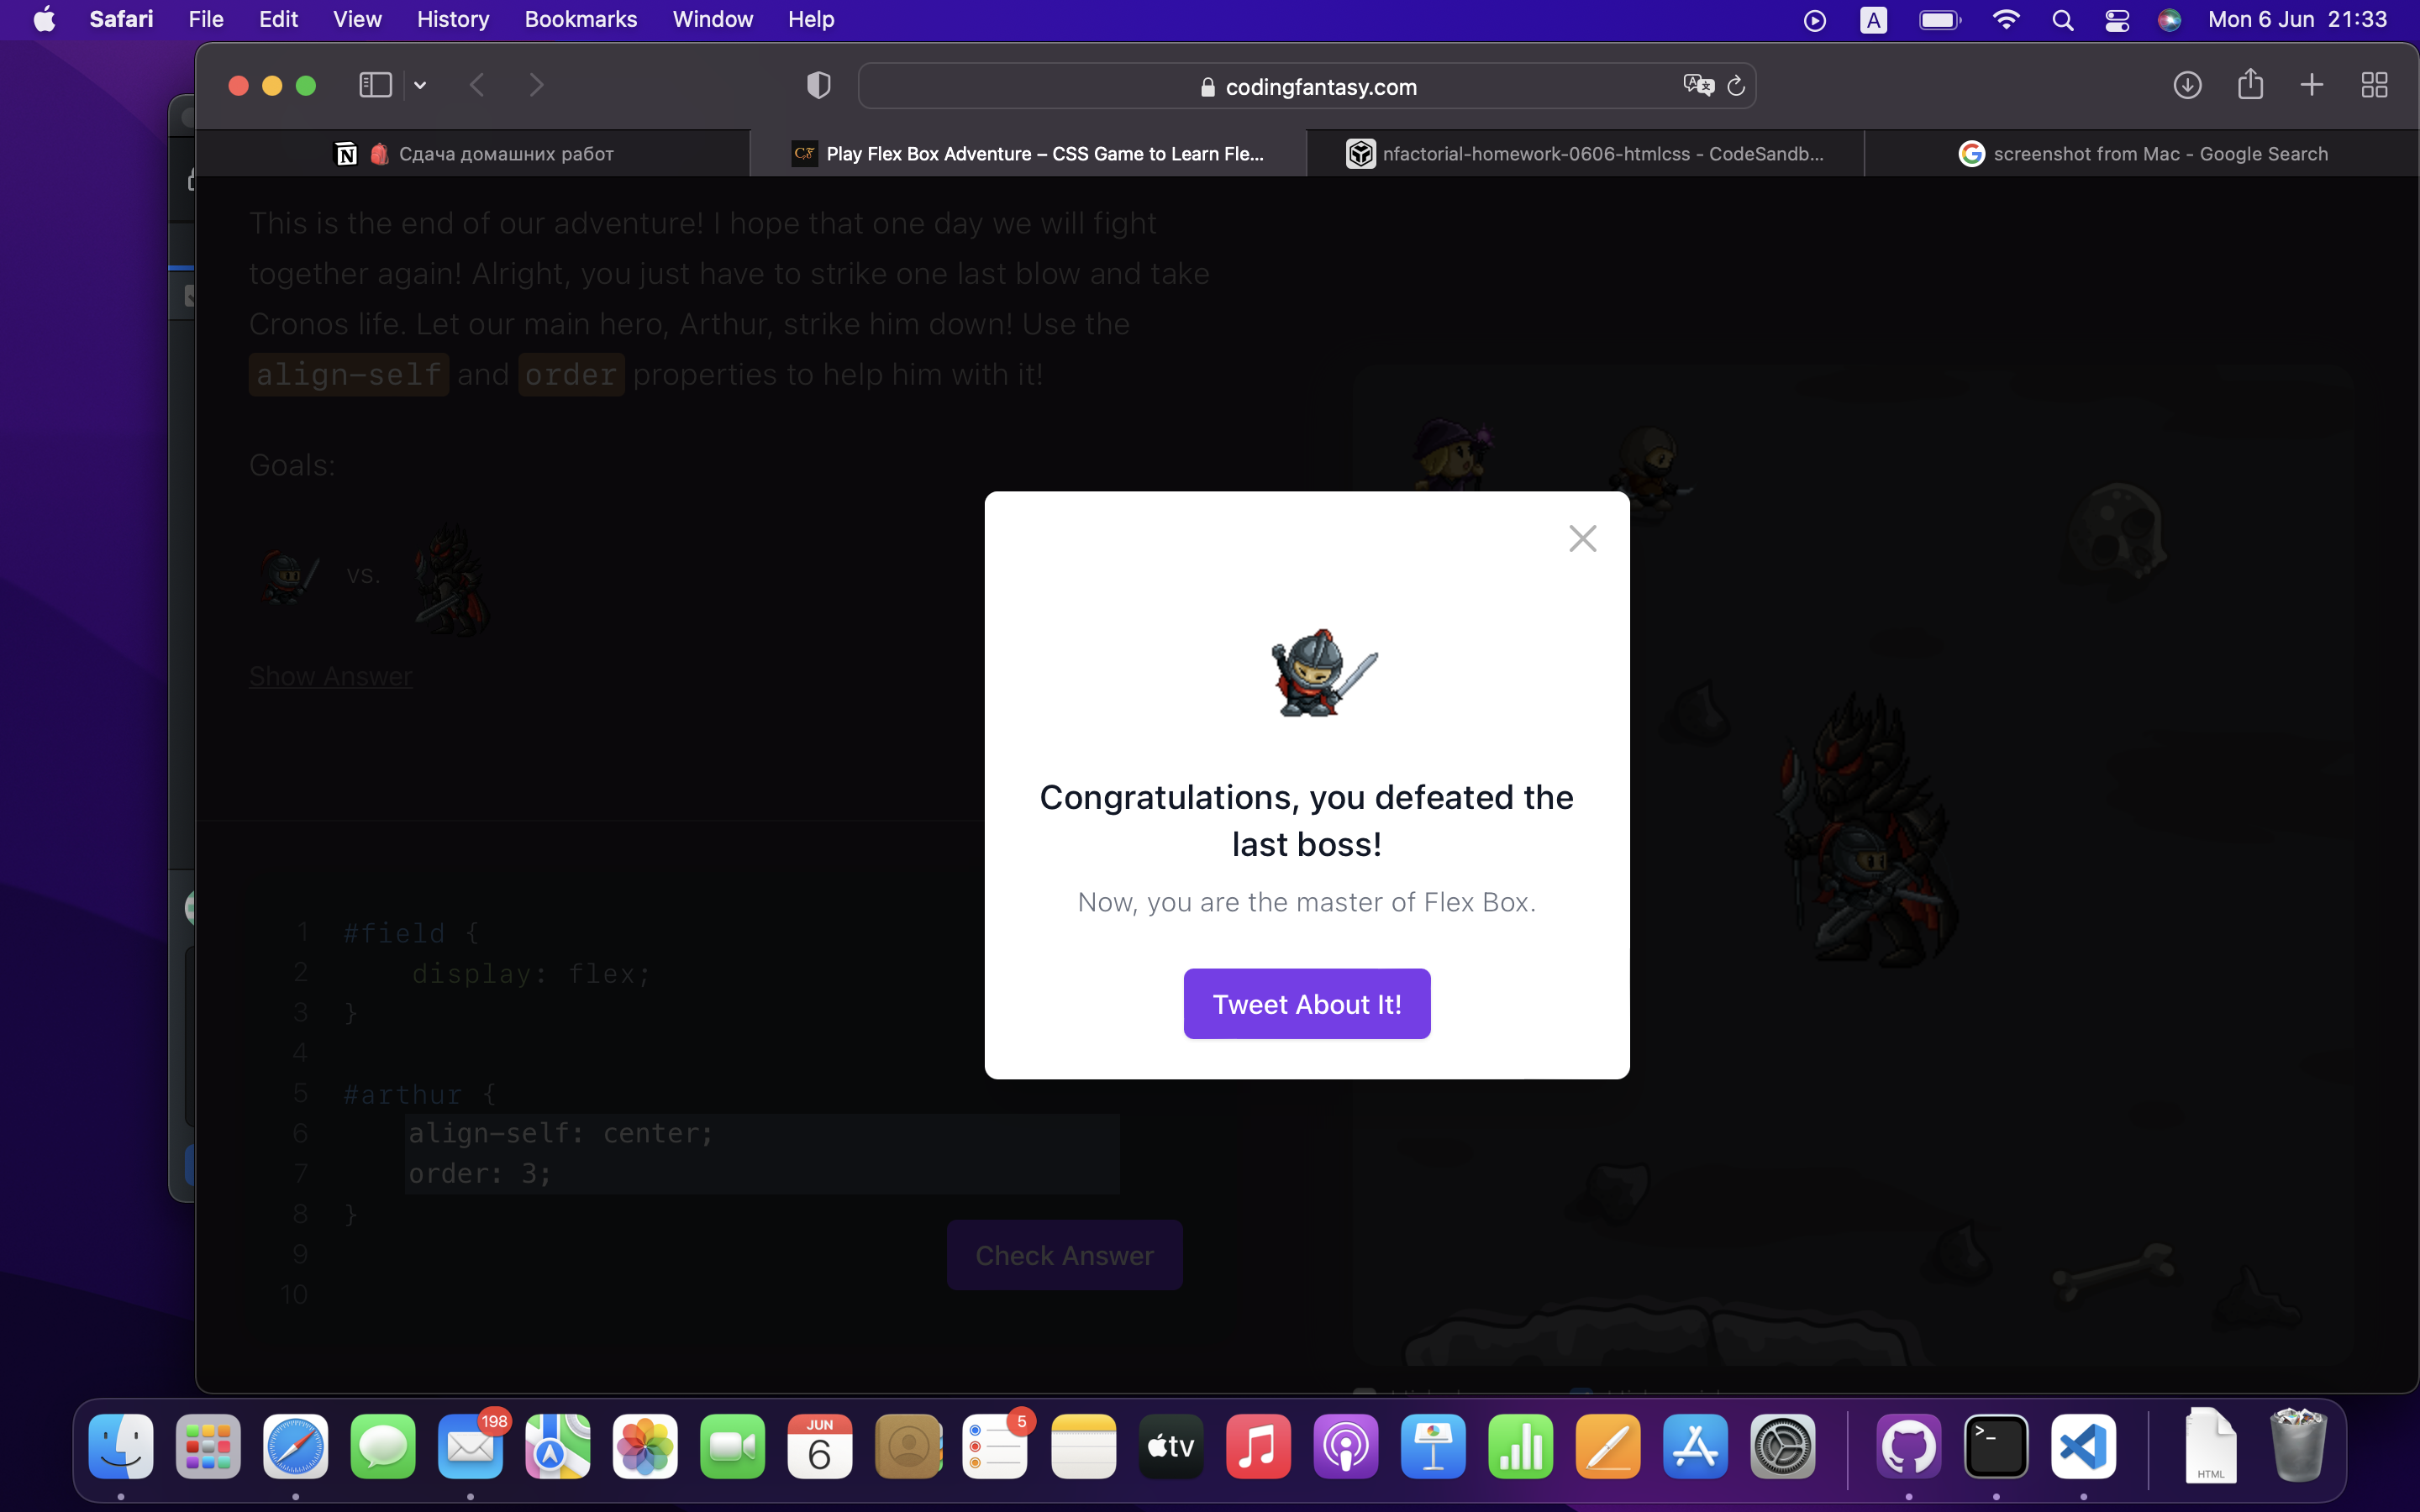 Safari File Edit View History Bookmarks Window Help A Mon 6 Jun 21:33
codingfantasy.com
Сдача домашних работ
Play Flex Box Adventure – CSS Game to Learn Fle...
nfactorial-homework-0606-htmlcss - CodeSandb...
screenshot from Mac - Google Search
This is the end of our adventure! I hope that one day we will fight
together again! Alright, you just have to strike one last blow and take
Cronos life. Let our main hero, Arthur, strike him down! Use the
align-self and order properties to help him with it!
Goals:
vs.
Show Answer
Congratulations, you defeated the
last boss!
Now, you are the master of Flex Box.
Tweet About It!
1 #field {
2 display: flex;
3 }
4
5 #arthur {
6 align-self: center;
7 order: 3;
8 }
9
10
Check Answer
198
JUN
6
5
tv
>_
HTML